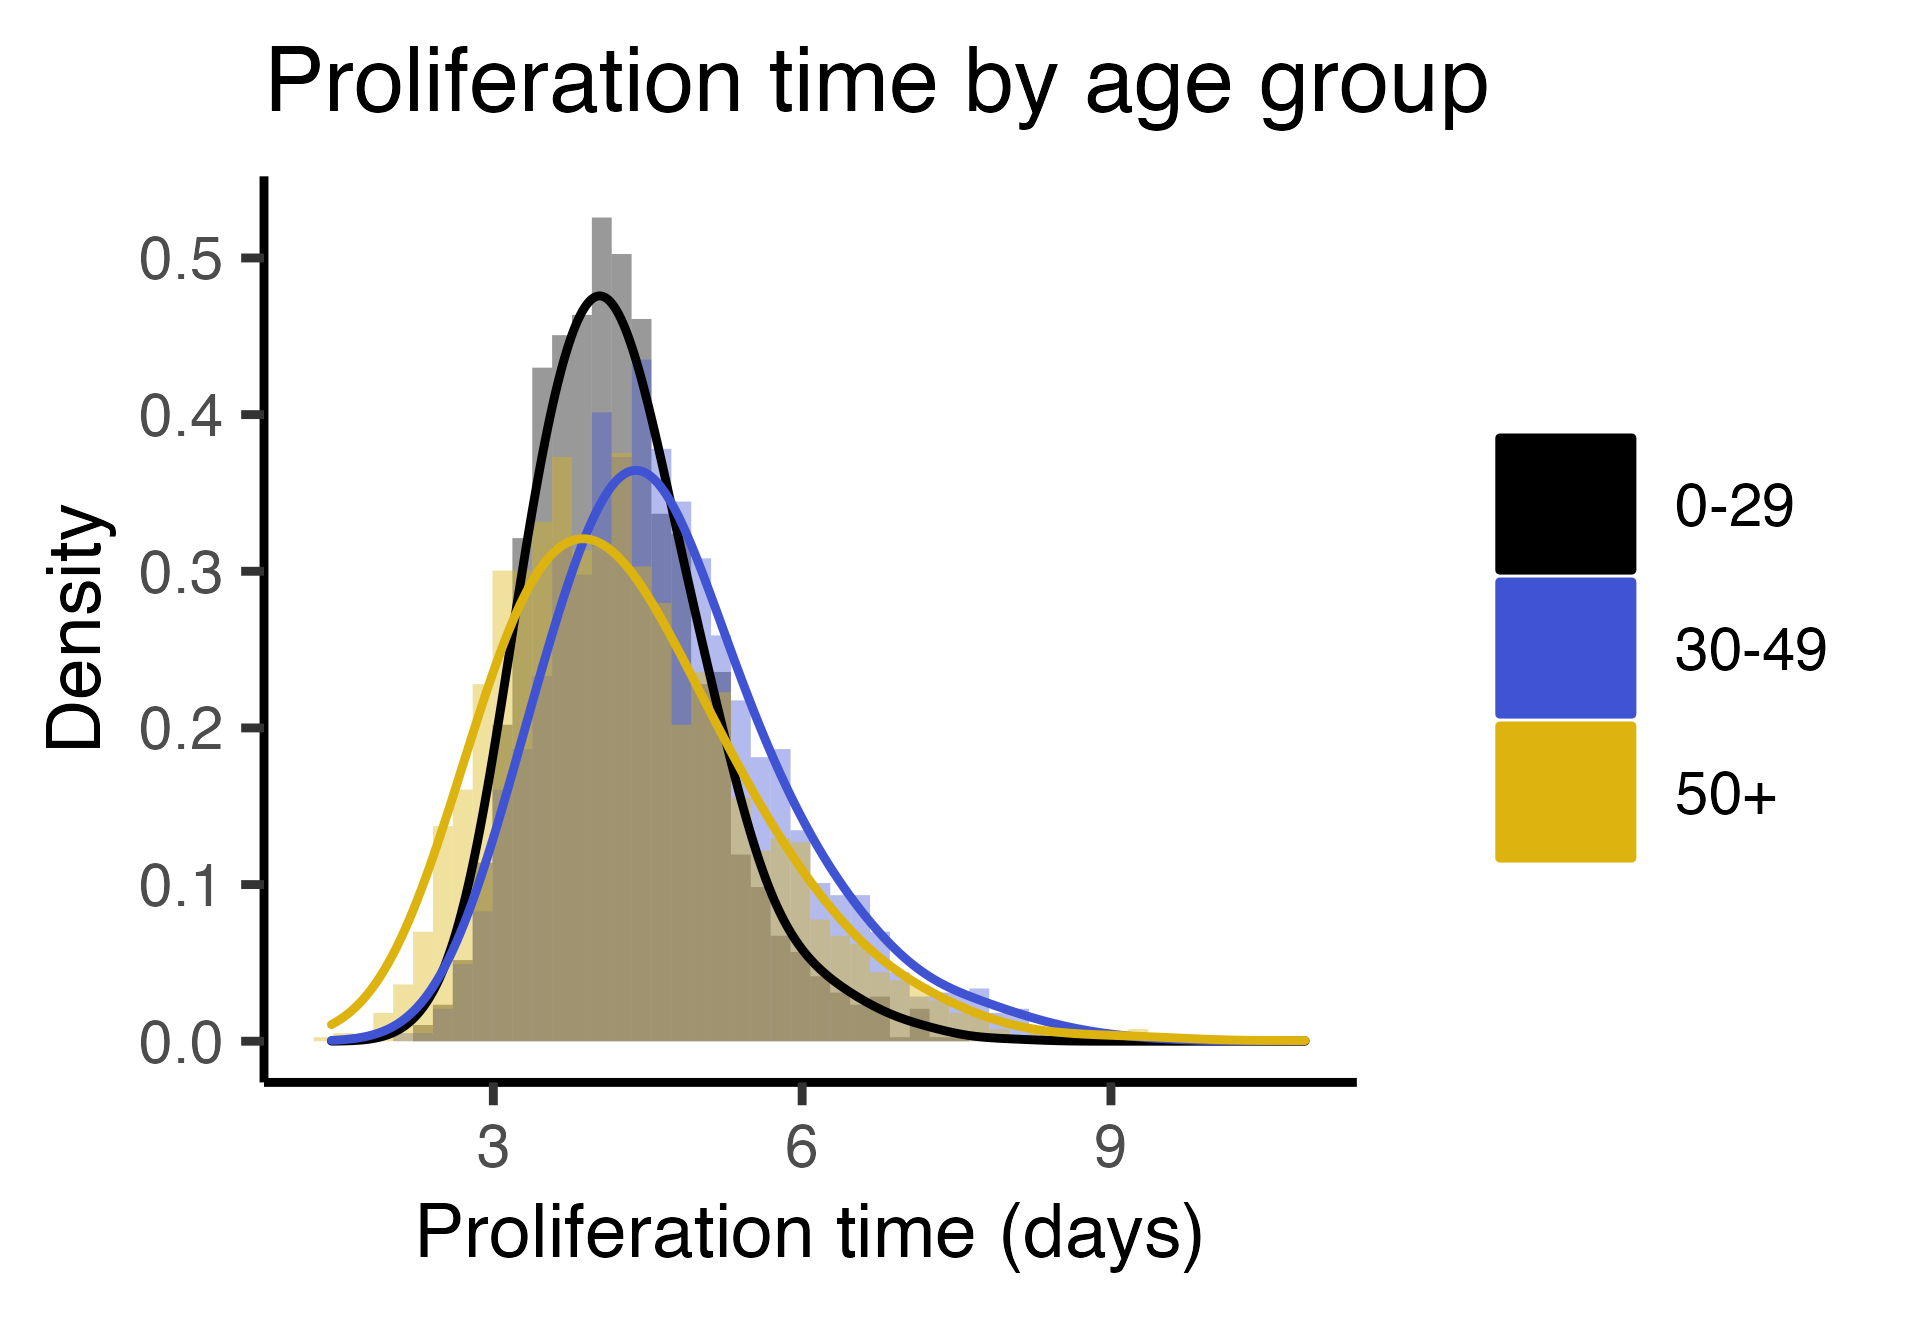 Proliferation time by age group
Density
0.5
0.4
0.3
0.2
0.1
0.0
3 6 9
Proliferation time (days)
0-29
30-49
50+